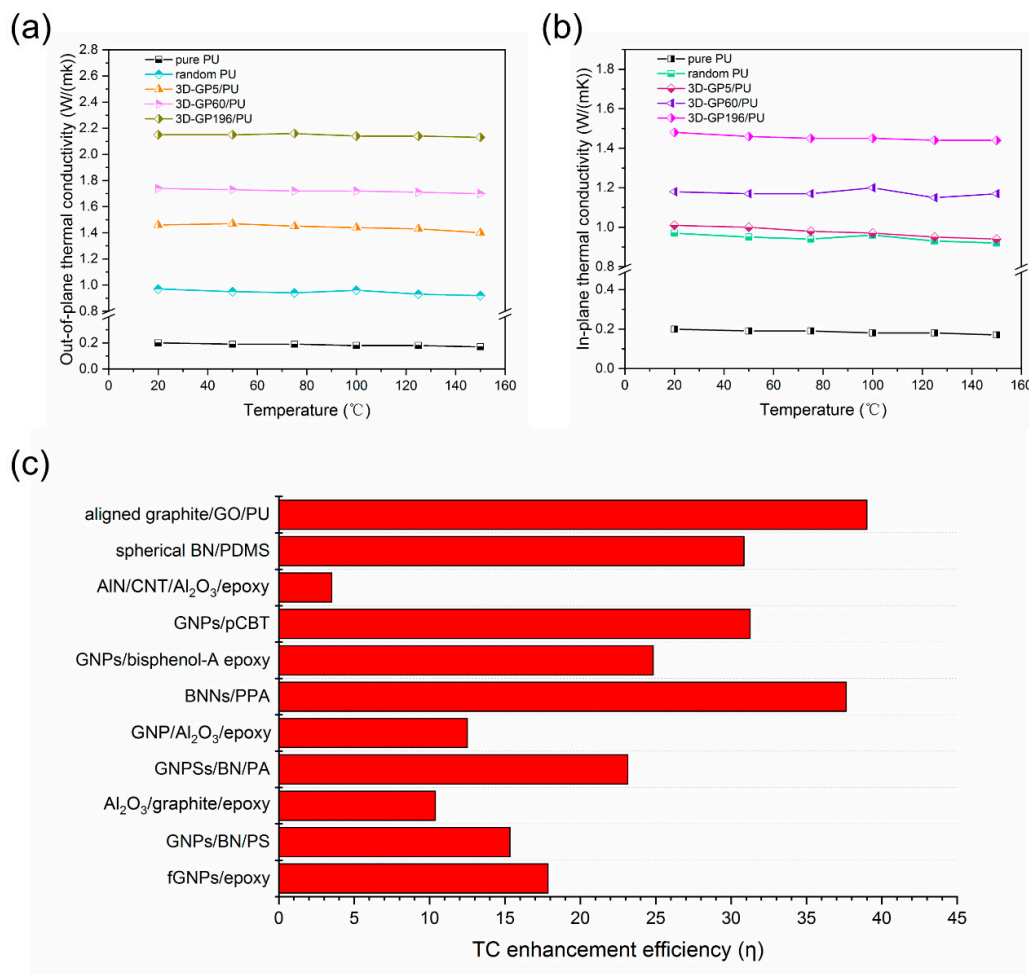 (a)
Out-of-plane thermal conductivity (W/(mk))
2.8
2.6
2.4
2.2
2.0
1.8
1.6
1.4
1.2
1.0
0.8
0.2
0.0
pure PU
random PU
3D-GP5/PU
3D-GP60/PU
3D-GP196/PU
0 20 40 60 80 100 120 140 160
Temperature (℃)
(b)
In-plane thermal conductivity (W/(mK))
1.8
1.6
1.4
1.2
1.0
0.8
0.4
0.2
0.0
pure PU
random PU
3D-GP5/PU
3D-GP60/PU
3D-GP196/PU
0 20 40 60 80 100 120 140 160
Temperature (℃)
(c)
aligned graphite/GO/PU
spherical BN/PDMS
AlN/CNT/Al₂O₃/epoxy
GNPs/pCBT
GNPs/bisphenol-A epoxy
BNNs/PPA
GNP/Al₂O₃/epoxy
GNPSs/BN/PA
Al₂O₃/graphite/epoxy
GNPs/BN/PS
fGNPs/epoxy
0 5 10 15 20 25 30 35 40 45
TC enhancement efficiency (η)